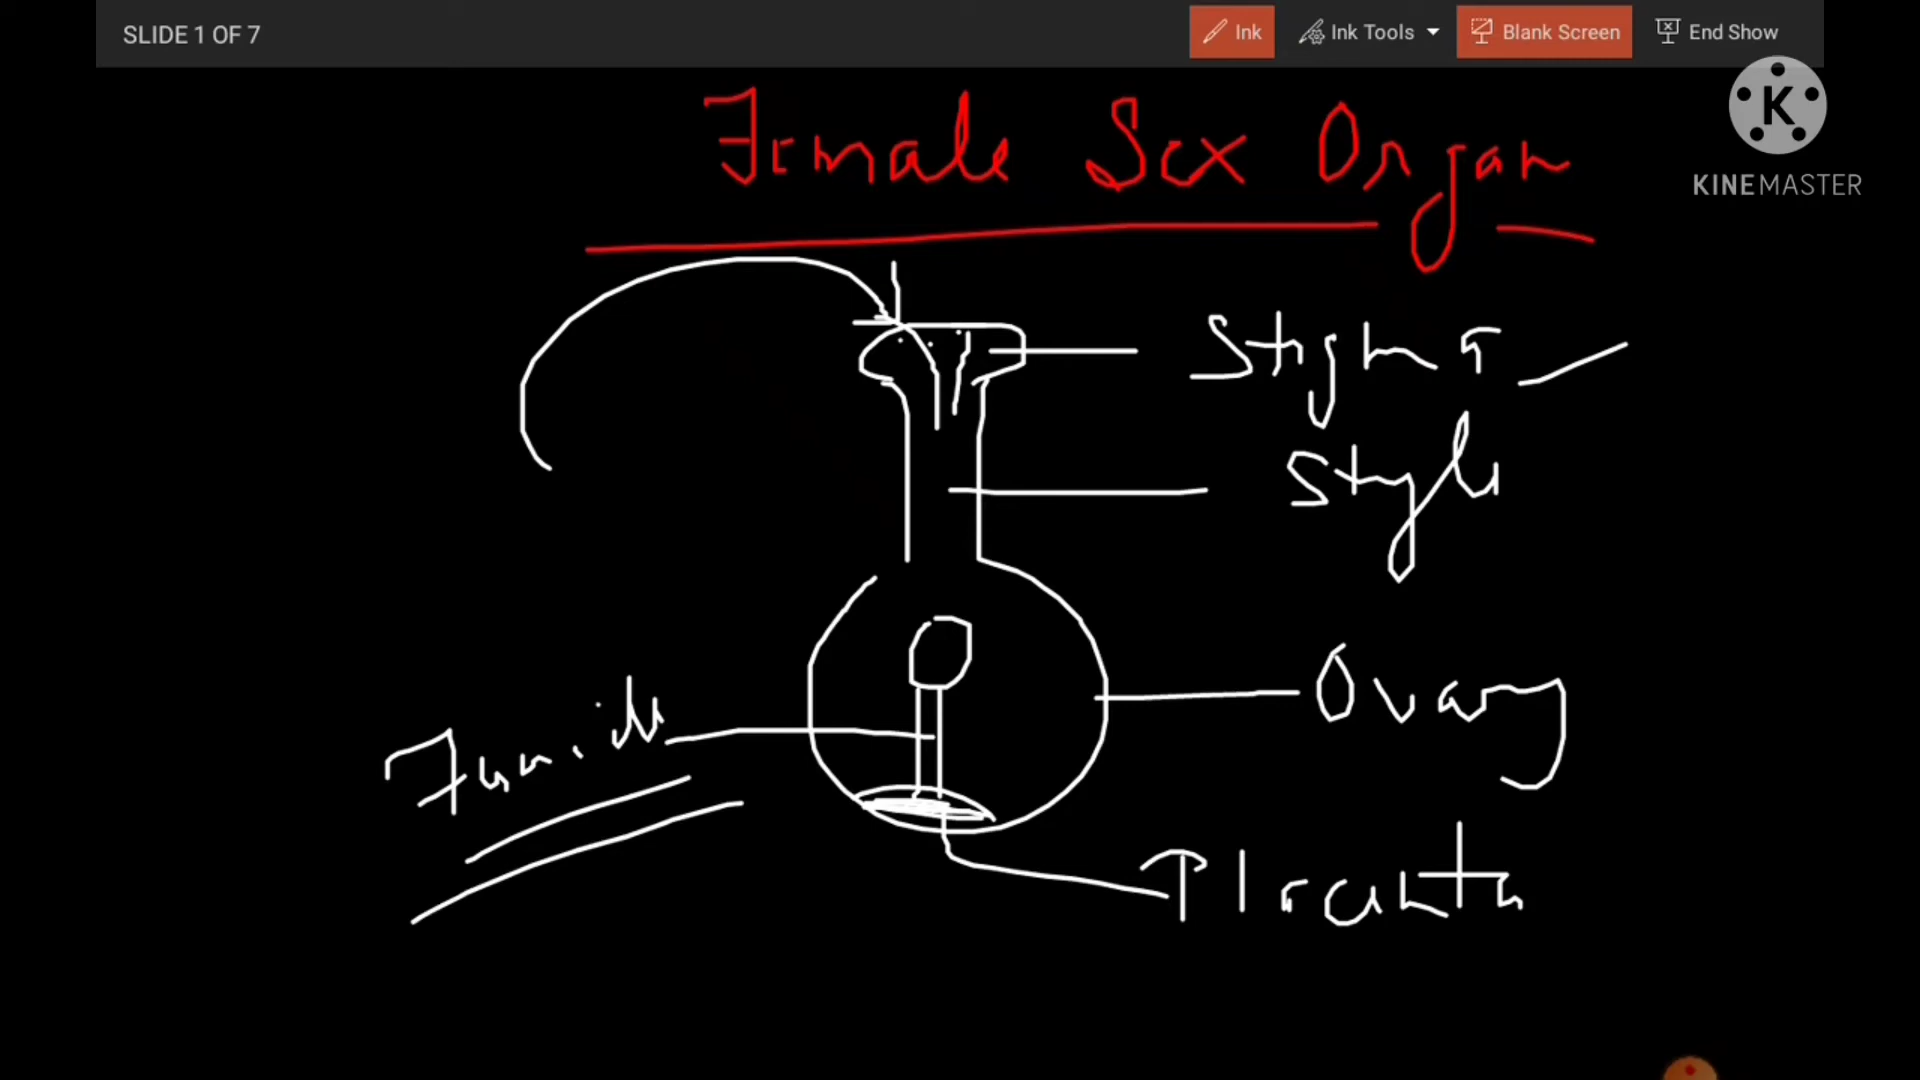 SLIDE 1 OF 7
Ink
Ink Tools
Blank Screen
End Show
KINEMASTER
Female Sex Organ
Stigma
Style
Ovary
Funicle
Placenta